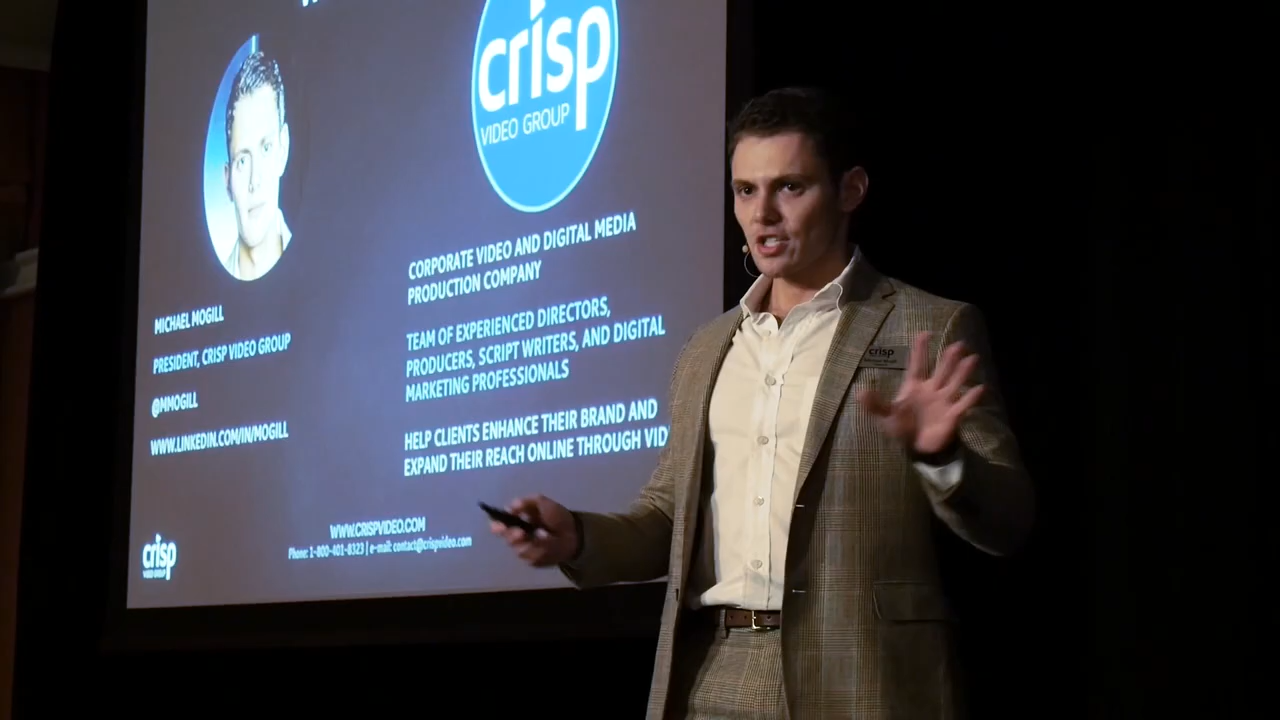 crisp
VIDEO GROUP
MICHAEL MOGILL
PRESIDENT, CRISP VIDEO GROUP
@MMOGILL
WWW.LINKEDIN.COM/IN/MOGILL
CORPORATE VIDEO AND DIGITAL MEDIA
PRODUCTION COMPANY
TEAM OF EXPERIENCED DIRECTORS,
PRODUCERS, SCRIPT WRITERS, AND DIGITAL
MARKETING PROFESSIONALS
HELP CLIENTS ENHANCE THEIR BRAND AND
EXPAND THEIR REACH ONLINE THROUGH VID
WWW.CRISPVIDEO.COM
Phone: 1-800-401-8323 | e-mail: contact@crispvideo.com
crisp
VIDEO GROUP
crisp